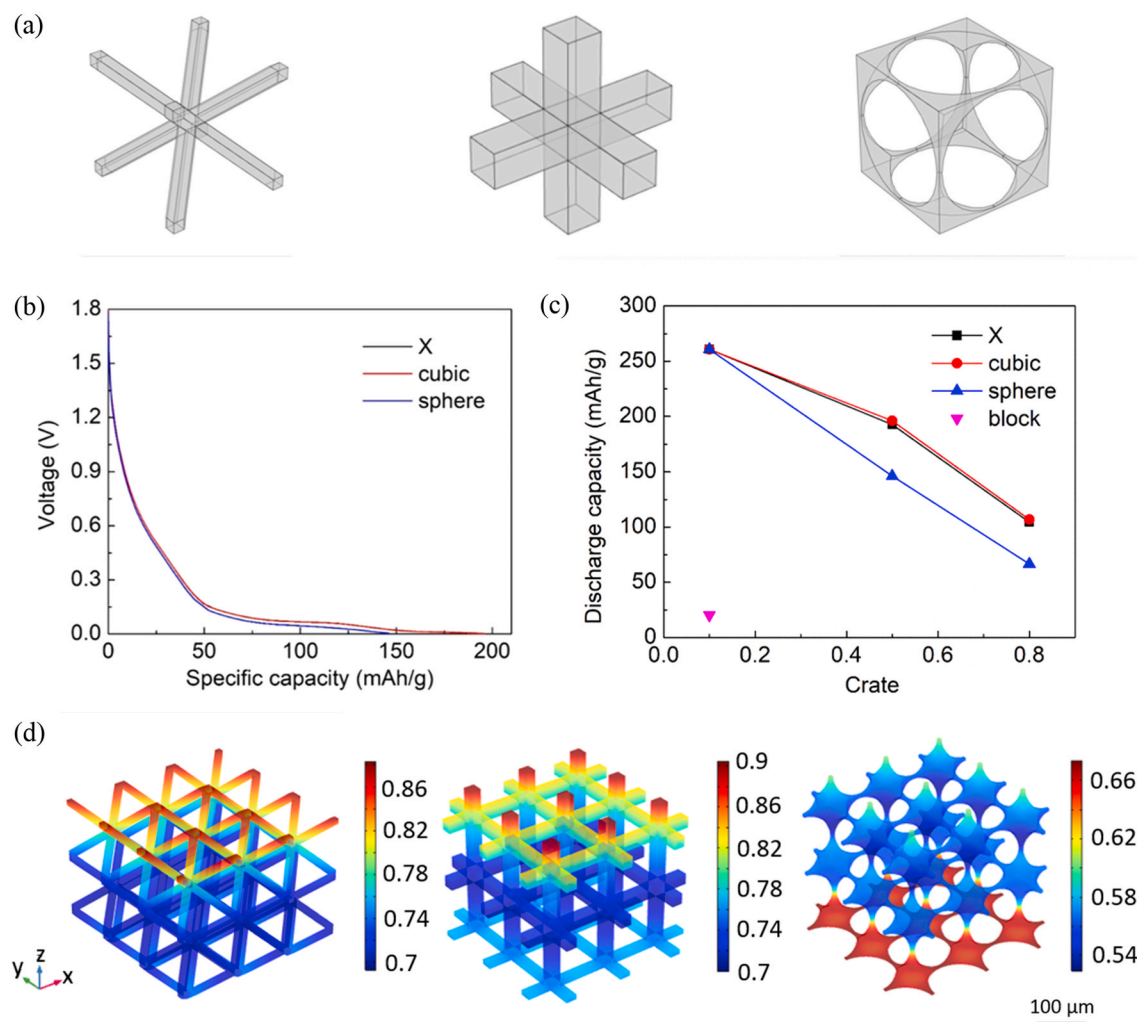 (a)
(b)
1.8
1.5
1.2
0.9
0.6
0.3
0.0
Voltage (V)
X
cubic
sphere
0 50 100 150 200
Specific capacity (mAh/g)
(c)
300
250
200
150
100
50
0
Discharge capacity (mAh/g)
X
cubic
sphere
block
0.0 0.2 0.4 0.6 0.8
Crate
(d)
0.86
0.82
0.78
0.74
0.7
0.9
0.86
0.82
0.78
0.74
0.7
0.66
0.62
0.58
0.54
z
y
x
100 μm